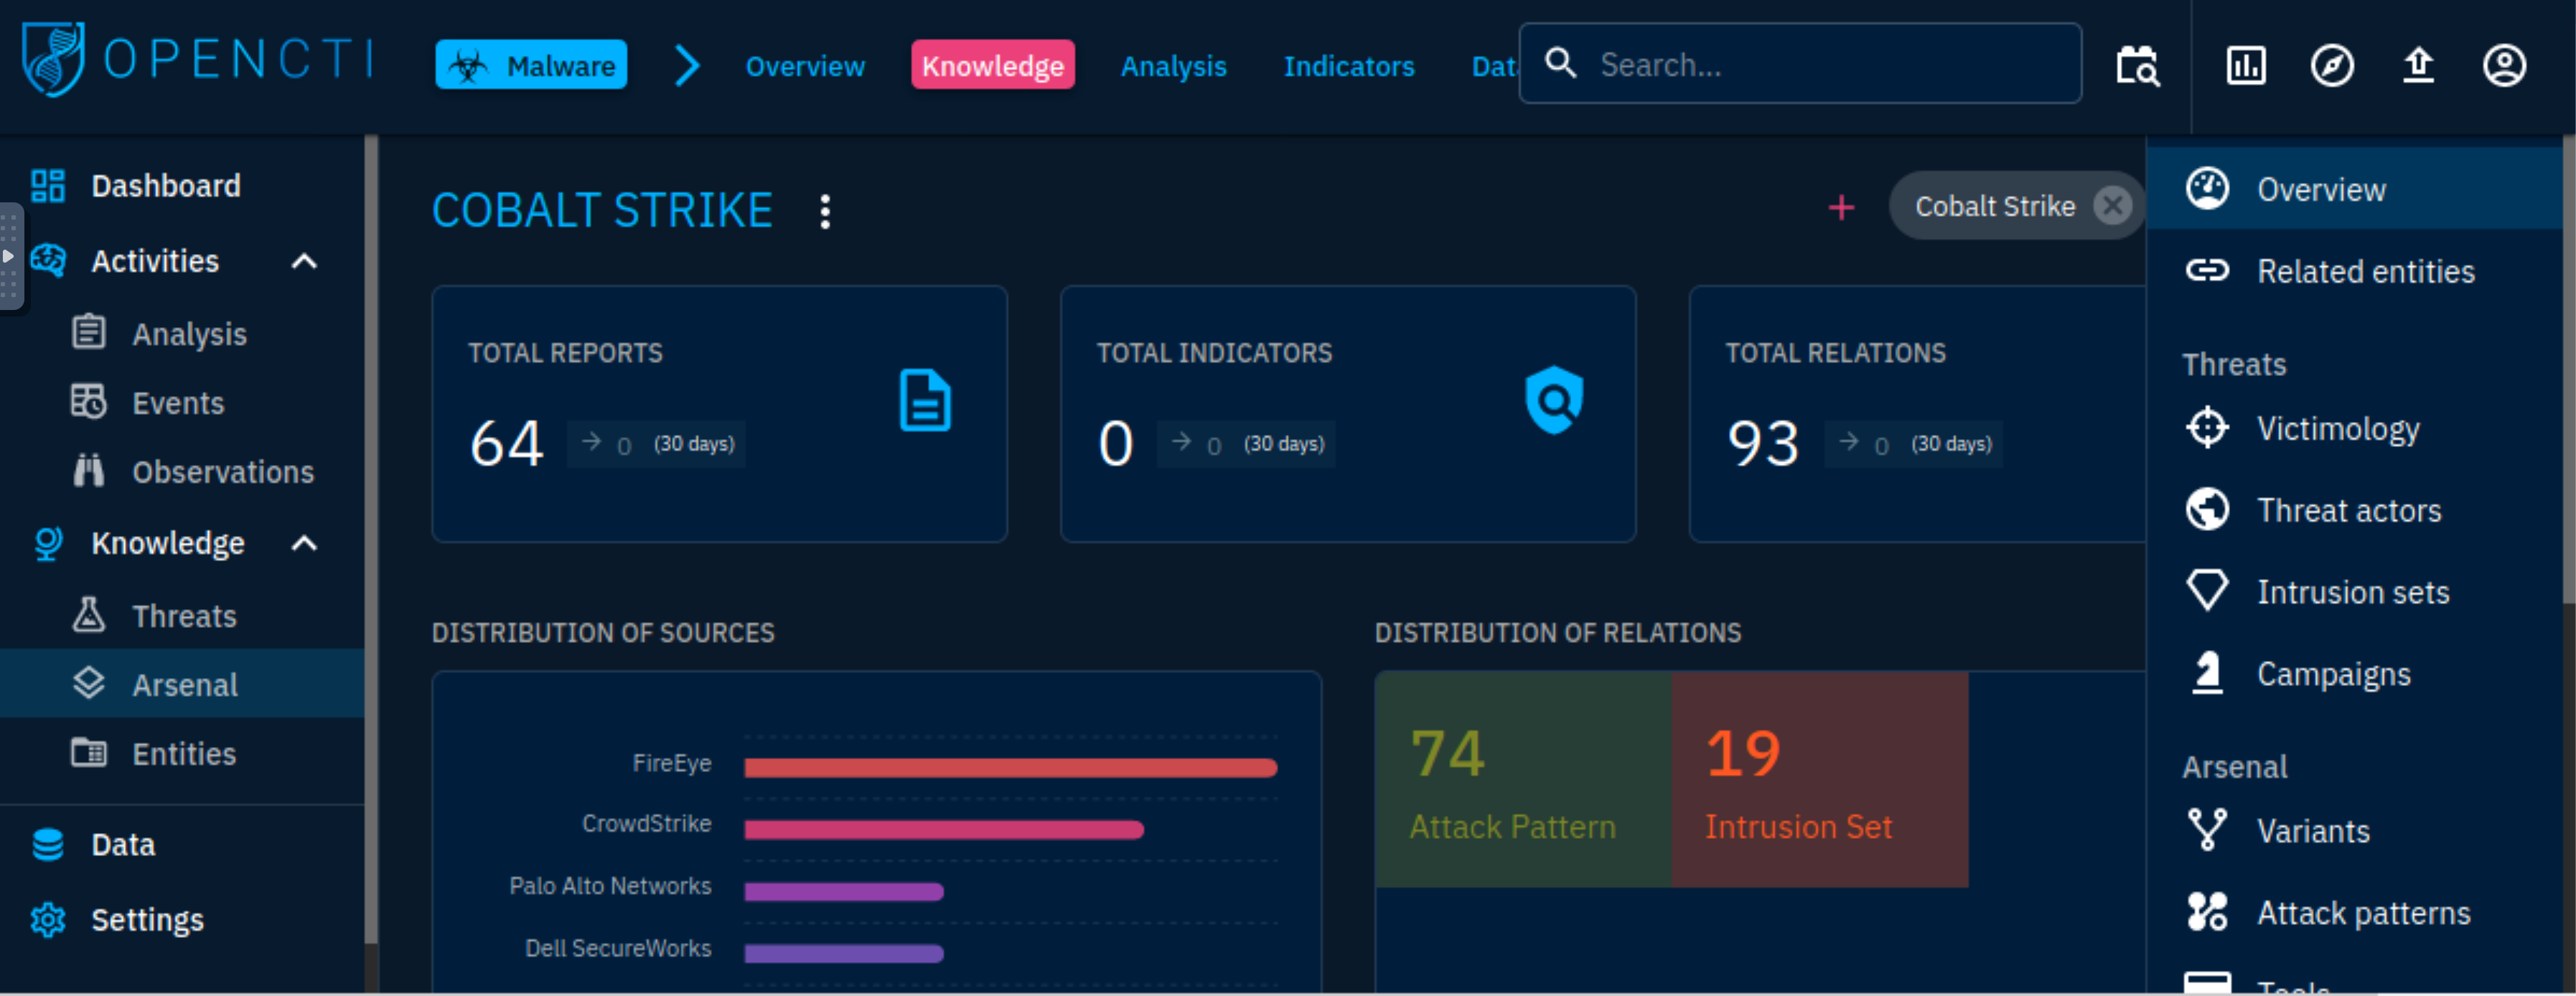 OPENCTI
Malware
Overview
Knowledge
Analysis
Indicators
Dat
Search...
Dashboard
Activities
Analysis
Events
Observations
Knowledge
Threats
Arsenal
Entities
Data
Settings
COBALT STRIKE
+
Cobalt Strike
TOTAL REPORTS
64 → 0 (30 days)
TOTAL INDICATORS
0 → 0 (30 days)
TOTAL RELATIONS
93 → 0 (30 days)
DISTRIBUTION OF SOURCES
FireEye
CrowdStrike
Palo Alto Networks
Dell SecureWorks
DISTRIBUTION OF RELATIONS
74
Attack Pattern
19
Intrusion Set
Overview
Related entities
Threats
Victimology
Threat actors
Intrusion sets
Campaigns
Arsenal
Variants
Attack patterns
Tools